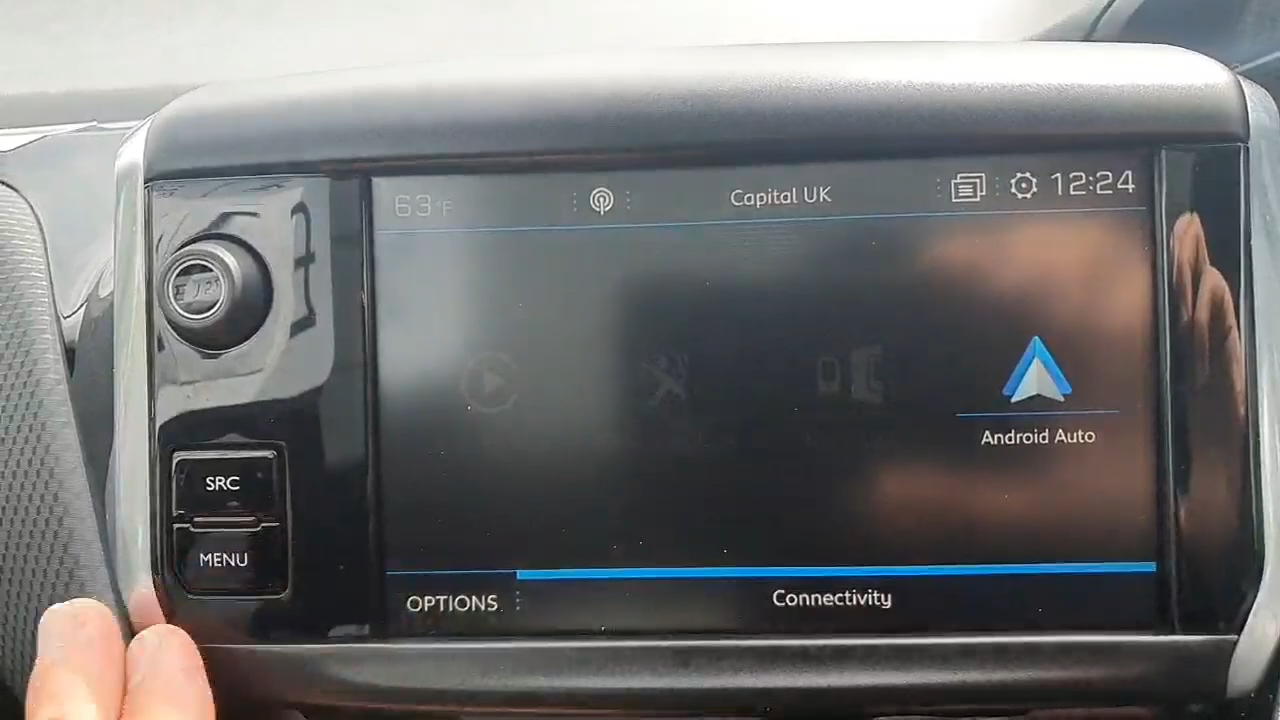 63°F
Capital UK
12:24
SRC
MENU
Android Auto
OPTIONS
Connectivity